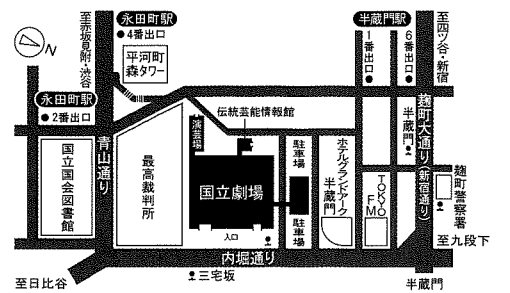 至赤坂見附・渋谷
永田町駅
4番出口
平河町
森タワー
半蔵門駅
1番出口
6番出口
至四ツ谷・新宿
N
永田町駅
2番出口
青山通り
国立国会図書館
最高裁判所
演芸場
伝統芸能情報館
国立劇場
入口
駐車場
駐車場
ホテルグランドアーク
半蔵門
TOKYO
FM
半蔵門
麹町大通り(新宿通り)
麹町警察署
至九段下
内堀通り
至日比谷
三宅坂
半蔵門